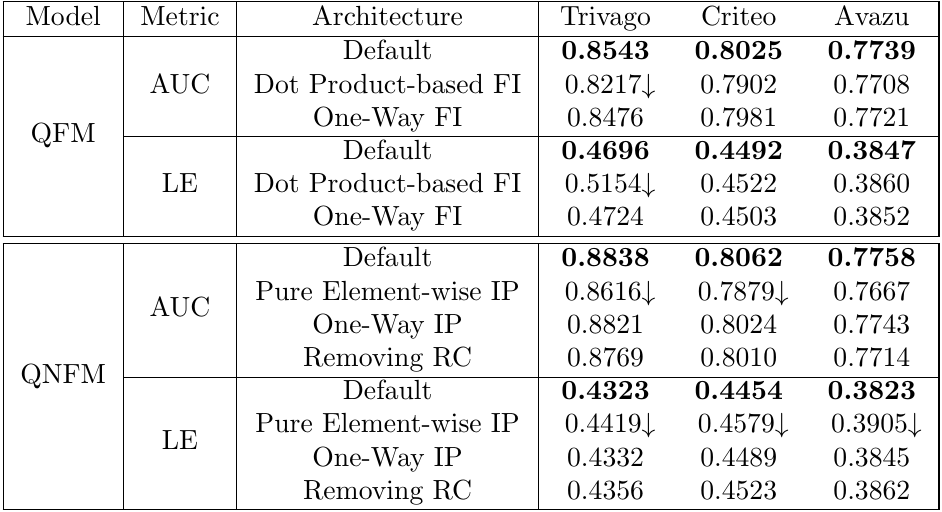 Model Metric Architecture Trivago Criteo Avazu
QFM AUC Default 0.8543 0.8025 0.7739
Dot Product-based FI 0.8217↓ 0.7902 0.7708
One-Way FI 0.8476 0.7981 0.7721
LE Default 0.4696 0.4492 0.3847
Dot Product-based FI 0.5154↓ 0.4522 0.3860
One-Way FI 0.4724 0.4503 0.3852
QNFM AUC Default 0.8838 0.8062 0.7758
Pure Element-wise IP 0.8616↓ 0.7879↓ 0.7667
One-Way IP 0.8821 0.8024 0.7743
Removing RC 0.8769 0.8010 0.7714
LE Default 0.4323 0.4454 0.3823
Pure Element-wise IP 0.4419↓ 0.4579↓ 0.3905↓
One-Way IP 0.4332 0.4489 0.3845
Removing RC 0.4356 0.4523 0.3862